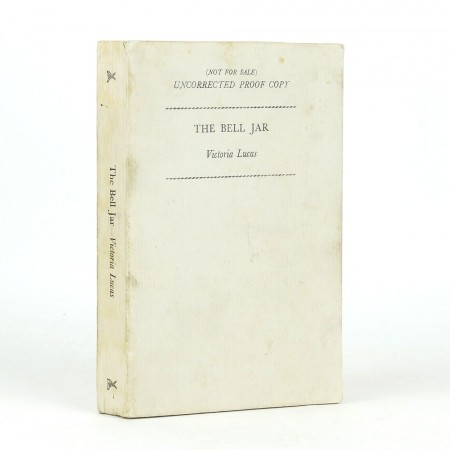 (NOT FOR SALE)
UNCORRECTED PROOF COPY
THE BELL JAR
Victoria Lucas
The Bell Jar – Victoria Lucas